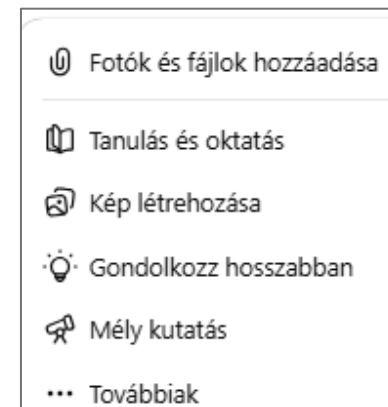 Fotók és fájlok hozzáadása
Tanulás és oktatás
Kép létrehozása
Gondolkozz hosszabban
Mély kutatás
Továbbiak